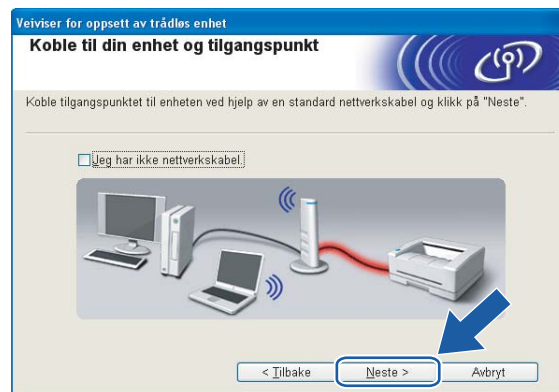 Veiviser for oppsett av trådløs enhet
Koble til din enhet og tilgangspunkt
Koble tilgangspunktet til enheten ved hjelp av en standard nettverkskabel og klikk på "Neste".
Jeg har ikke nettverkskabel.
< Tilbake Neste > Avbryt